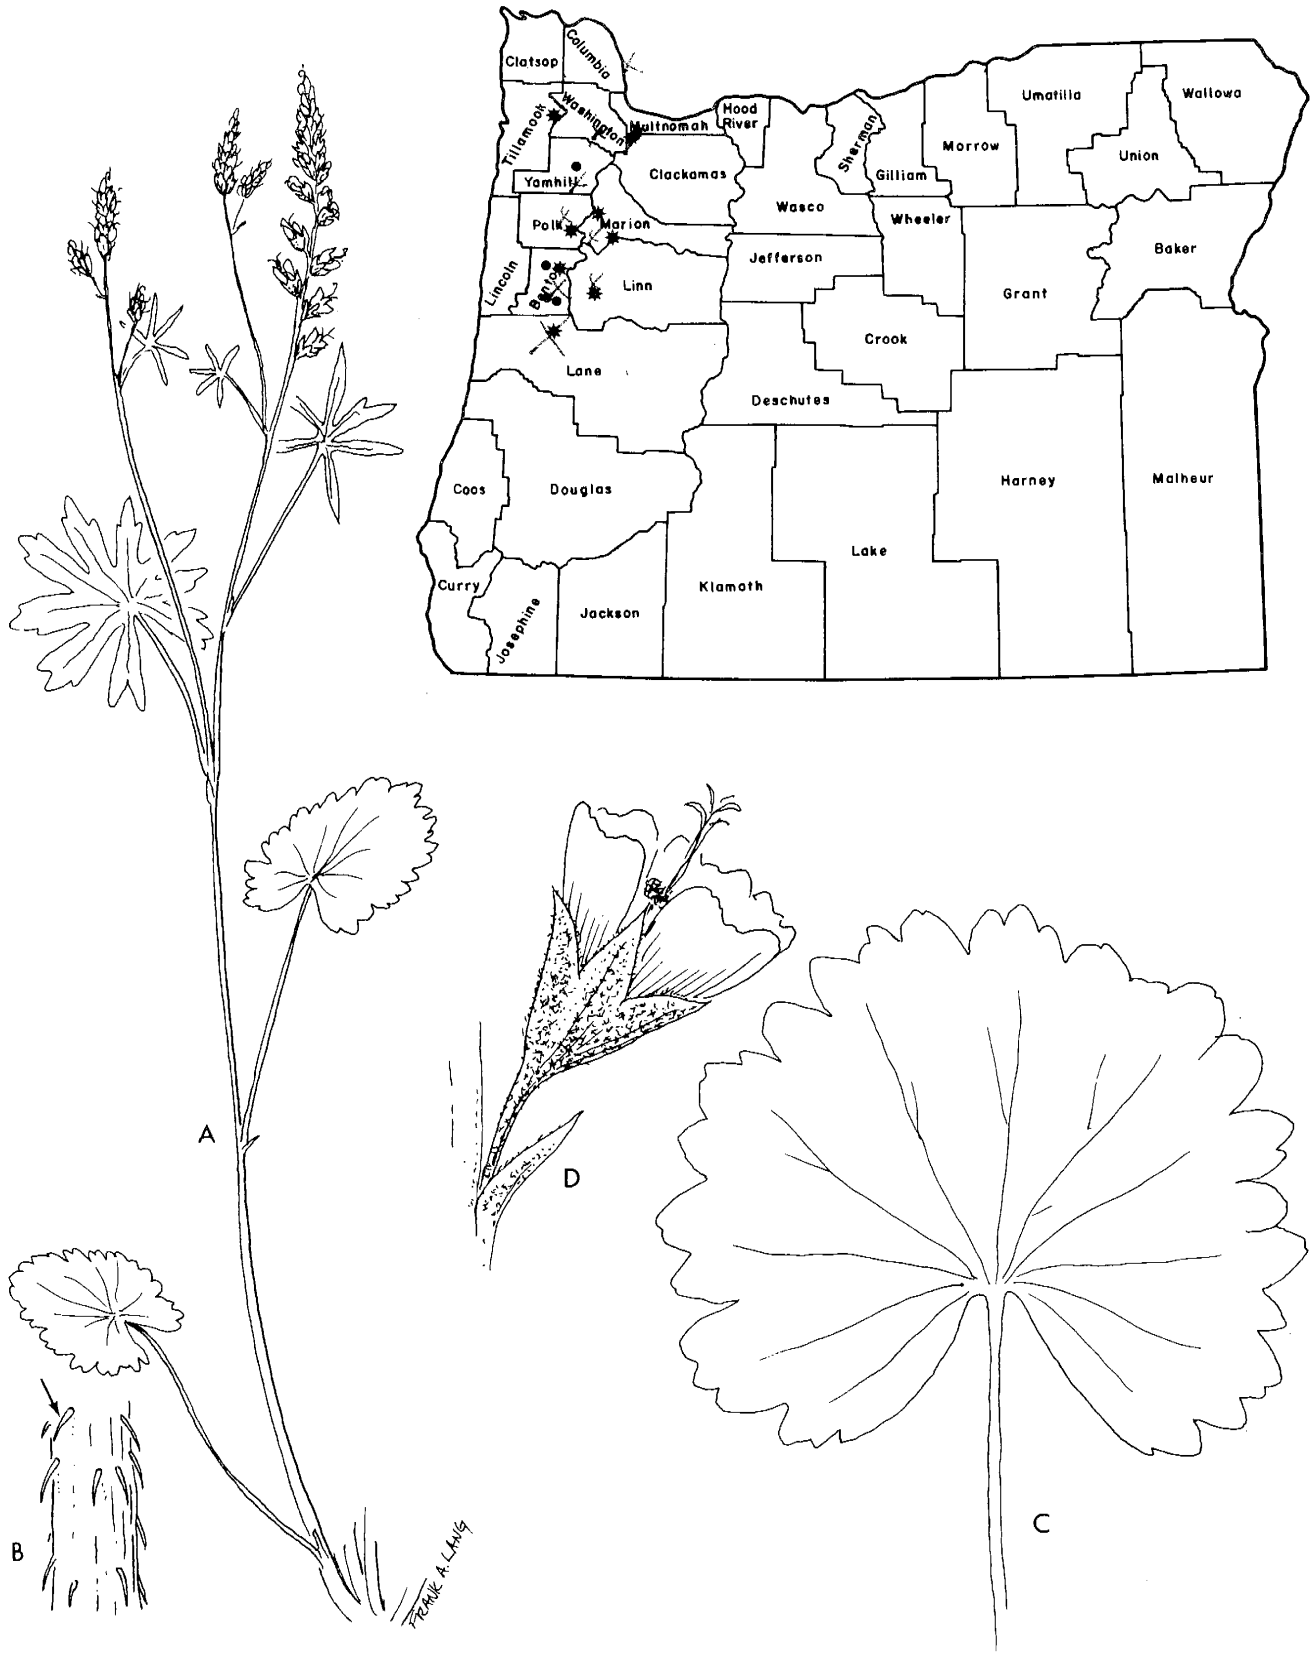 Clatsop
Columbia
Tillamook
Washington
Multnomah
Hood
River
Sherman
Gilliam
Morrow
Umatilla
Union
Wallowa
Yamhill
Clackamas
Wasco
Wheeler
Polk
Marion
Jefferson
Grant
Baker
Lincoln
Benton
Linn
Crook
Lane
Deschutes
Coos
Douglas
Harney
Malheur
Lake
Curry
Josephine
Jackson
Klamath
A
D
B
C
FRANK A. LANG